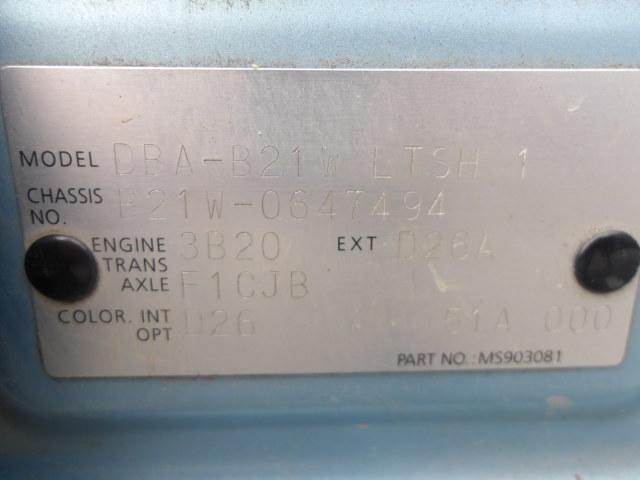 MODEL DBA-B21W LTSH 1
CHASSIS NO. B21W-0647494
ENGINE 3B20 EXT D26A
TRANS AXLE F1CJB
COLOR. INT OPT D26 51A 000
PART NO.: MS903081